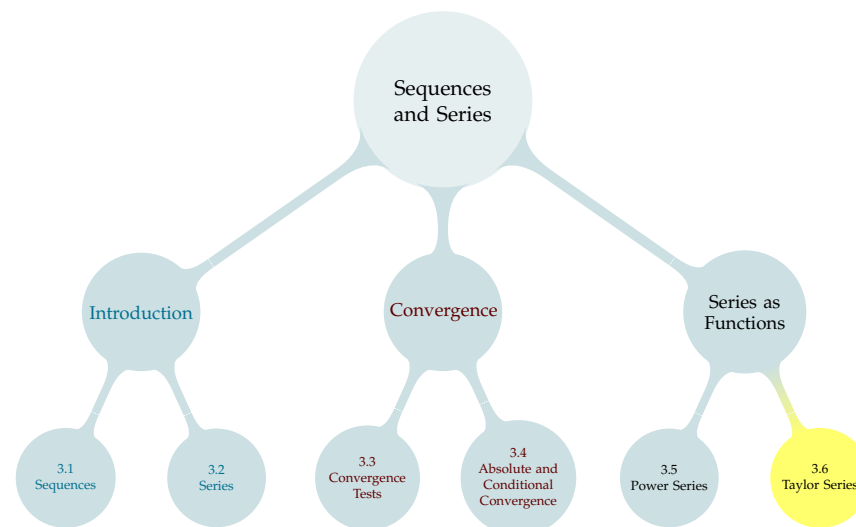 Sequences
and Series
Introduction
Convergence
Series as
Functions
3.1
Sequences
3.2
Series
3.3
Convergence
Tests
3.4
Absolute and
Conditional
Convergence
3.5
Power Series
3.6
Taylor Series